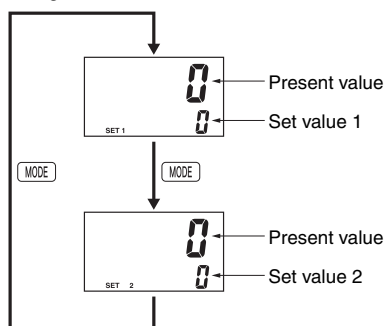 0 Present value
0 Set value 1
SET 1
MODE MODE
0 Present value
0 Set value 2
SET 2